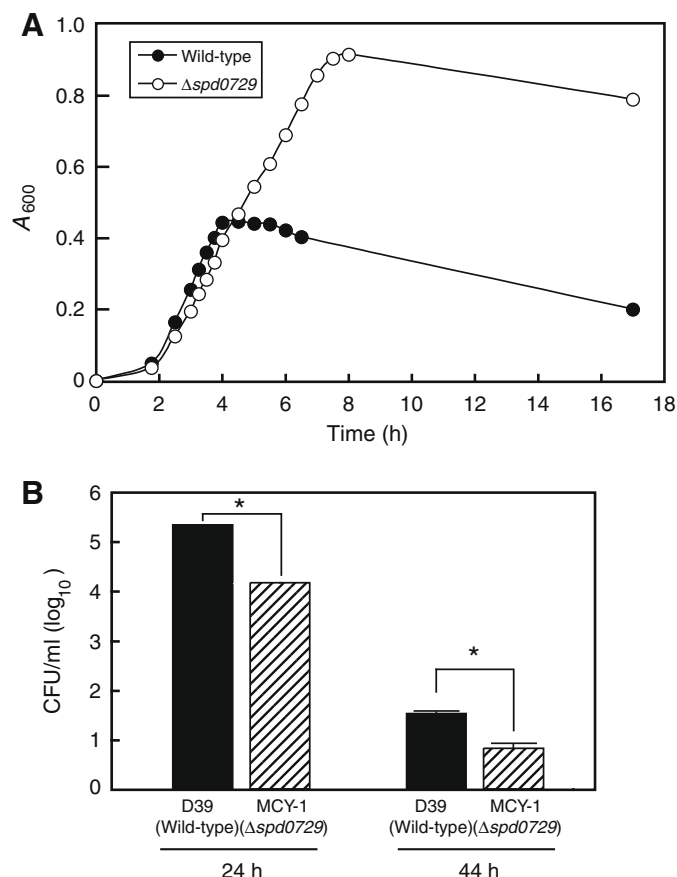 A
1.0
0.8
0.6
0.4
0.2
0
A600
Wild-type
Δspd0729
0 2 4 6 8 10 12 14 16 18
Time (h)
B
6
5
4
3
2
1
0
CFU/ml (log10)
*
*
D39 MCY-1 D39 MCY-1
(Wild-type)(Δspd0729) (Wild-type)(Δspd0729)
24 h 44 h